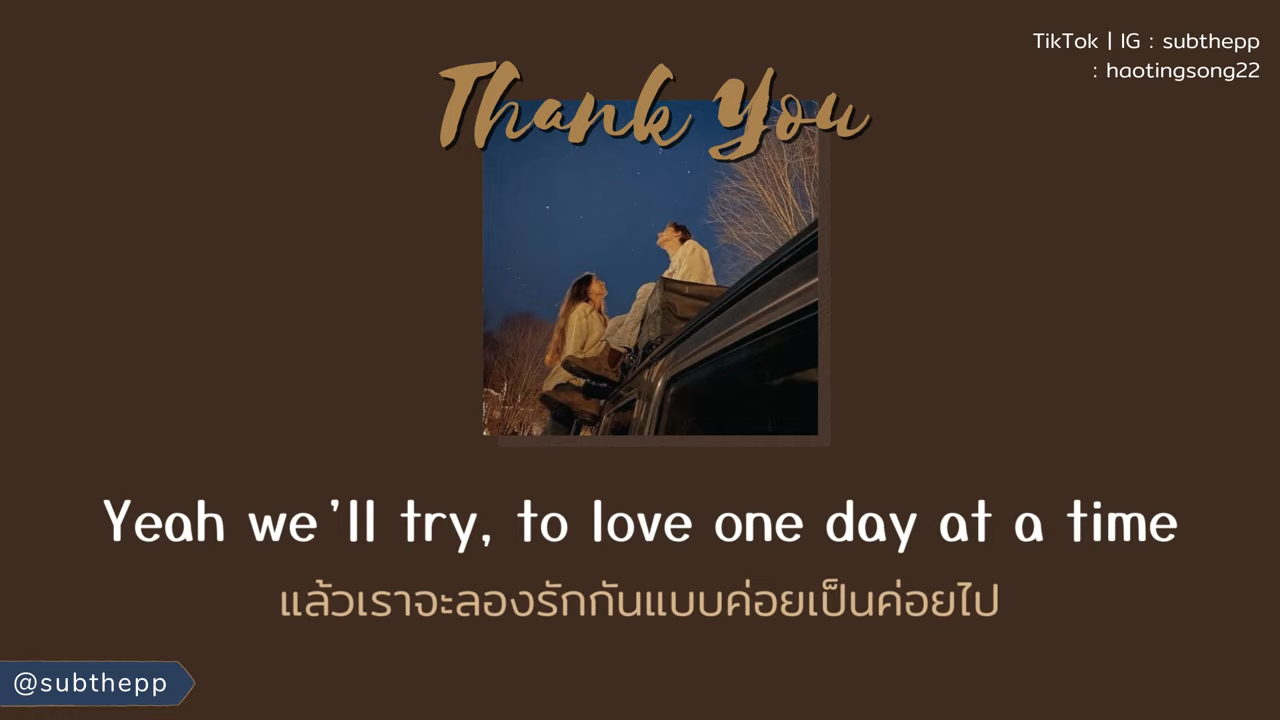 TikTok | IG : subthepp
: haotingsong22
Thank You
Yeah we'll try, to love one day at a time
แล้วเราจะลองรักกันแบบค่อยเป็นค่อยไป
@subthepp